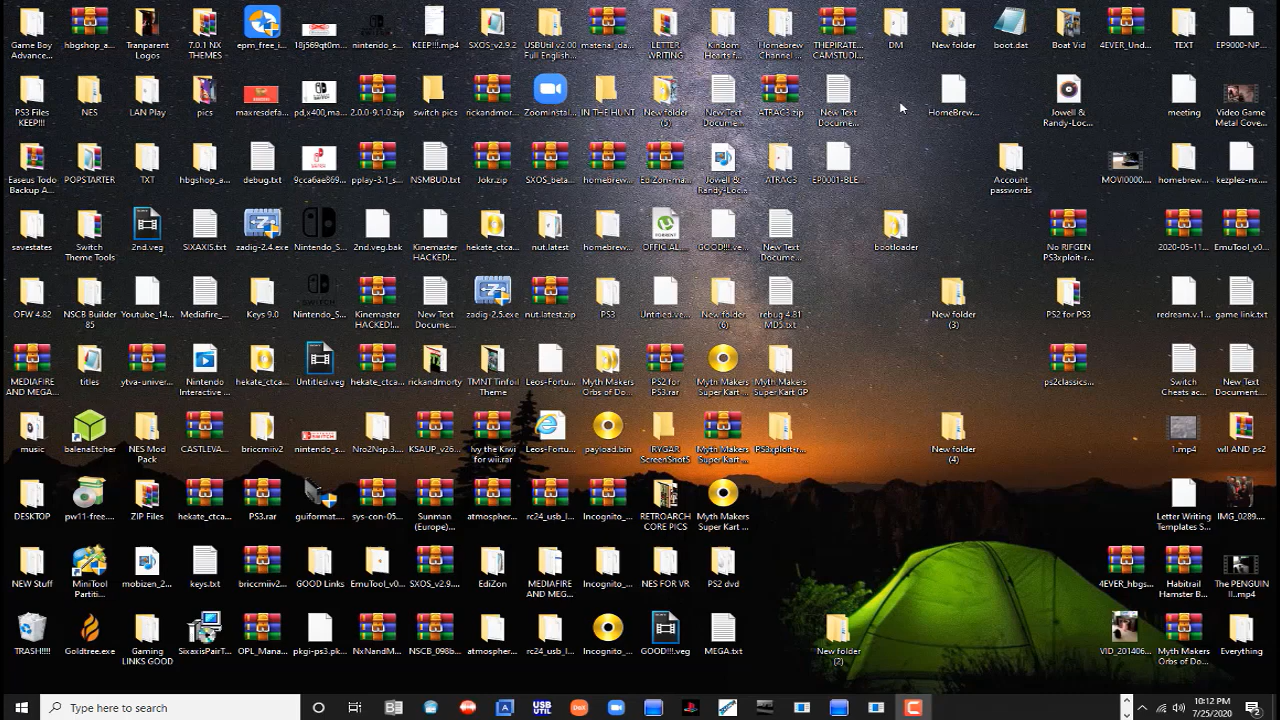 Game Boy Advance...
hbgshop_a...
Tranparent Logos
7.0.1 NX THEMES
epm_free_i...
18j569qt0m...
nintendo_s...
KEEP!!!.mp4
SXOS_v2.9.2
USBUtil v2.00 Full English...
material_da...
LETTER WRITING
Kindom Hearts f...
Homebrew Channel ...
THEPIRATE... CAMSTUDI...
DM
New folder
boot.dat
Boat Vid
4EVER_Und...
TEXT
EP9000-NP...
PS3 Files KEEP!!!
NES
LAN Play
pics
maxresdefa...
pd,x400,ma...
2.0.0-9.1.0.zip
switch pics
rickandmor...
Zoominstal...
IN THE HUNT
New folder (5)
New Text Docume...
ATRAC3.zip
New Text Docume...
HomeBrew...
Jowell & Randy-Loc...
meeting
Video Game Metal Cove...
Easeus Todo Backup A...
POPSTARTER
TXT
hbgshop_a...
debug.txt
9cca6ae869...
pplay-3.1_s...
NSMBUD.txt
Jokr.zip
SXOS_beta...
homebrew...
EdiZon-ma...
Jowell & Randy-Loc...
ATRAC3
EP0001-BLE...
Account passwords
MOVI0000...
homebrew...
kezplez-nx....
savestates
Switch Theme Tools
2nd.veg
SIXAXIS.txt
zadig-2.4.exe
Nintendo_S...
2nd.veg.bak
Kinemaster HACKED!...
hekate_ctca...
nut.latest
homebrew...
OFFICIAL...
GOOD!!!.ve...
New Text Docume...
bootloader
No RIFGEN PS3xploit-r...
2020-05-11...
EmuTool_v0...
OFW 4.82
NSCB Builder 85
Youtube_14...
Mediafire_...
Keys 9.0
Nintendo_S...
Kinemaster HACKED!...
New Text Docume...
zadig-2.5.exe
nut.latest.zip
PS3
Untitled.ve...
New folder (6)
rebug 4.81 MD5.txt
New folder (3)
PS2 for PS3
redream.v.1...
game link.txt
MEDIAFIRE AND MEGA...
titles
ytva-univer...
Nintendo Interactive ...
hekate_ctca...
Untitled.veg
hekate_ctca...
rickandmorty
TMNT Tinfoil Theme
Leos-Fortu...
Myth Makers Orbs of Do...
PS2 for PS3.rar
Myth Makers Super Kart ...
Myth Makers Super Kart GP
ps2classics...
Switch Cheats ac...
New Text Document...
music
balenaEtcher
NES Mod Pack
CASTLEVA...
briccmiiv2
nintendo_s...
Nro2Nsp.3...
KSAUP_v26...
Ivy the Kiwi for wii.rar
Leos-Fortu...
payload.bin
RYGAR ScreenShotS
Myth Makers Super Kart ...
PS3xploit-r...
New folder (4)
1.mp4
wII AND ps2
DESKTOP
pw11-free....
ZIP Files
hekate_ctca...
PS3.rar
guiformat....
sys-con-05...
Sunman (Europe)...
atmospher...
rc24_usb_l...
Incognito_...
RETROARCH CORE PICS
Myth Makers Super Kart ...
Letter Writing Templates S...
IMG_0289....
NEW Stuff
MiniTool Partiti...
mobizen_2...
keys.txt
briccmiiv2...
GOOD Links
EmuTool_v0...
SXOS_v2.9....
EdiZon
MEDIAFIRE AND MEG...
Incognito_...
NES FOR VR
PS2 dvd
4EVER_hbgs...
Habitrail Hamster B...
The PENGUIN II..mp4
TRASH!!!!
Goldtree.exe
Gaming LINKS GOOD
SixaxisPairT...
OPL_Mana...
pkgi-ps3.pk...
NxNandM...
NSCB_098b...
atmospher...
rc24_usb_l...
Incognito_...
GOOD!!!.veg
MEGA.txt
New folder (2)
VID_201406...
Myth Makers Orbs of Do...
Everything
Type here to search
USB UTIL
10:12 PM
7/25/2020